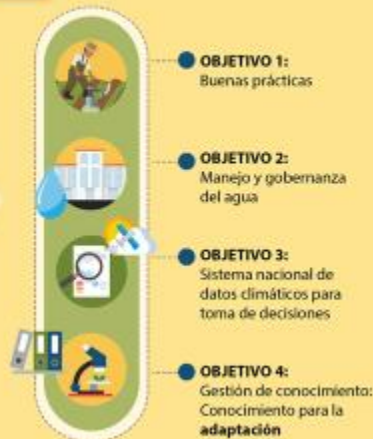 OBJETIVO 1:
Buenas prácticas
OBJETIVO 2:
Manejo y gobernanza
del agua
OBJETIVO 3:
Sistema nacional de
datos climáticos para
toma de decisiones
OBJETIVO 4:
Gestión de conocimiento:
Conocimiento para la
adaptación